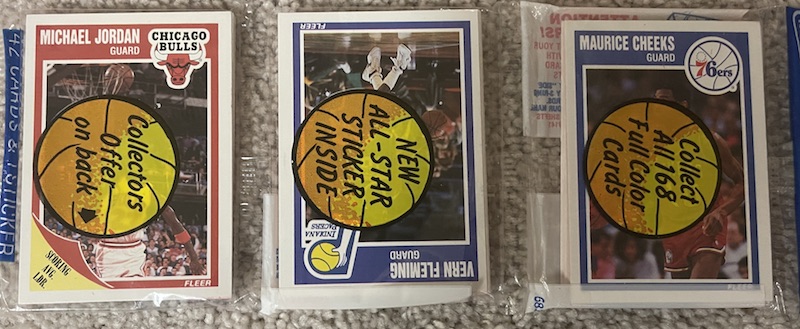 42 CARDS & 1 STICKER
MICHAEL JORDAN
GUARD
CHICAGO
BULLS
Collectors
Offer
on back
SCORING
AVG.
LDR.
FLEER
FLEER
NEW
ALL-STAR
STICKER
INSIDE
INDIANA
PACERS
VERN FLEMING
GUARD
ATTENTION
MAURICE CHEEKS
GUARD
76ers
Collect
All 168
Full Color
Cards
FLEER
89